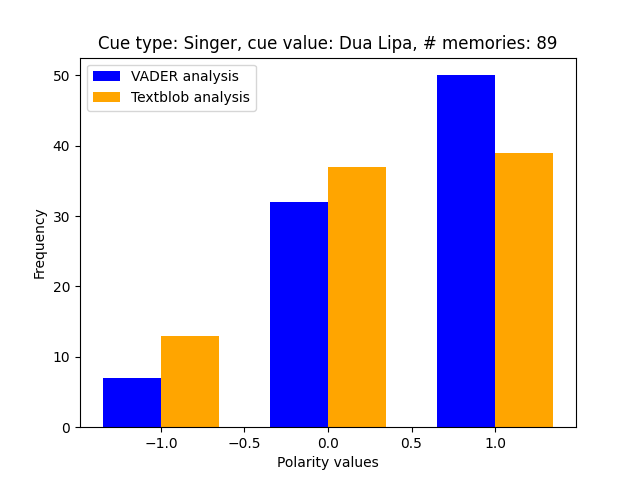 Cue type: Singer, cue value: Dua Lipa, # memories: 89
VADER analysis
Textblob analysis
50
40
30
20
10
0
Frequency
−1.0 −0.5 0.0 0.5 1.0
Polarity values